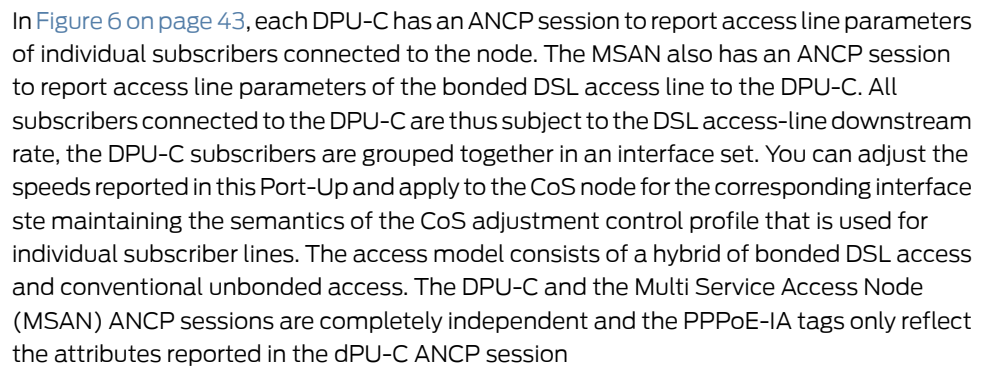 In Figure 6 on page 43, each DPU-C has an ANCP session to report access line parameters
of individual subscribers connected to the node. The MSAN also has an ANCP session
to report access line parameters of the bonded DSL access line to the DPU-C. All
subscribers connected to the DPU-C are thus subject to the DSL access-line downstream
rate, the DPU-C subscribers are grouped together in an interface set. You can adjust the
speeds reported in this Port-Up and apply to the CoS node for the corresponding interface
ste maintaining the semantics of the CoS adjustment control profile that is used for
individual subscriber lines. The access model consists of a hybrid of bonded DSL access
and conventional unbonded access. The DPU-C and the Multi Service Access Node
(MSAN) ANCP sessions are completely independent and the PPPoE-IA tags only reflect
the attributes reported in the dPU-C ANCP session